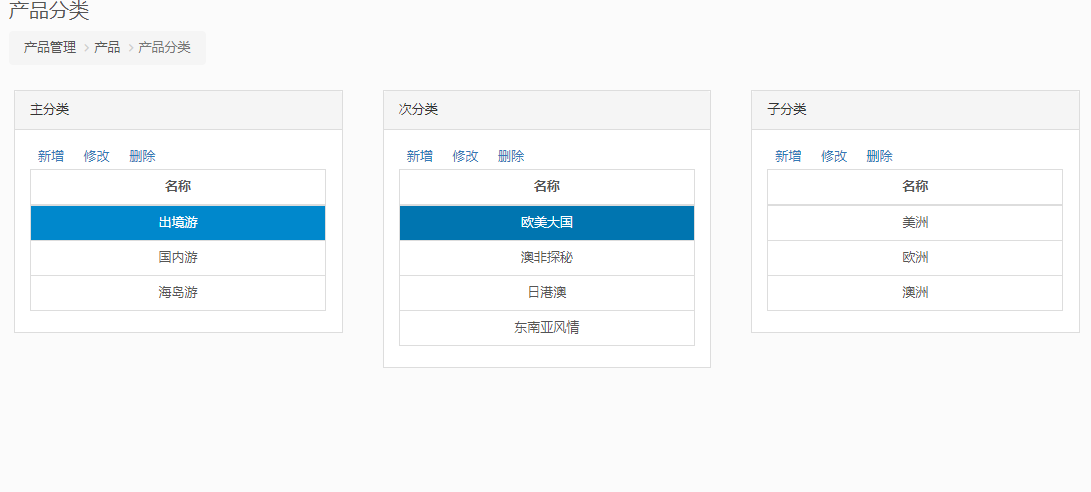 产品分类
产品管理 > 产品 > 产品分类
主分类
新增 修改 删除
名称
出境游
国内游
海岛游
次分类
新增 修改 删除
名称
欧美大国
澳非探秘
日港澳
东南亚风情
子分类
新增 修改 删除
名称
美洲
欧洲
澳洲